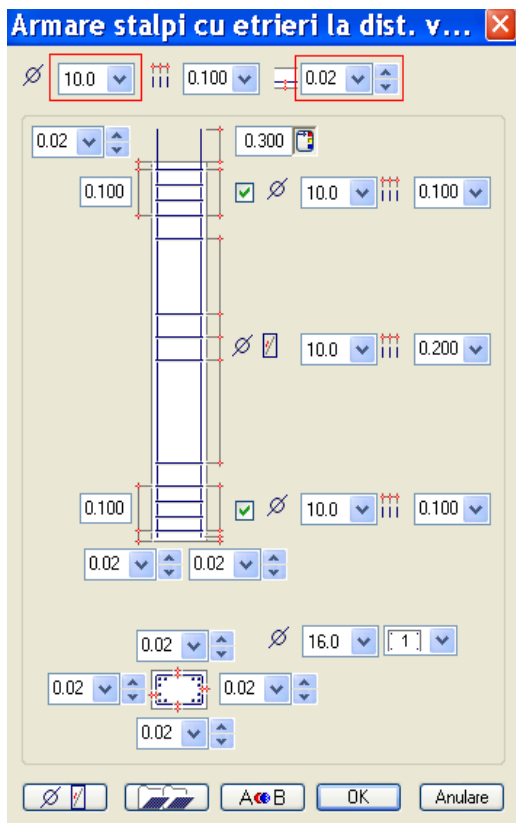 Armare stalpi cu etrieri la dist. v...
Ø 10.0 0.100 0.02
0.02 0.300
0.100 Ø 10.0 0.100
Ø 10.0 0.200
0.100 Ø 10.0 0.100
0.02 0.02
0.02 Ø 16.0 1
0.02 0.02
0.02
Ø A B OK Anulare